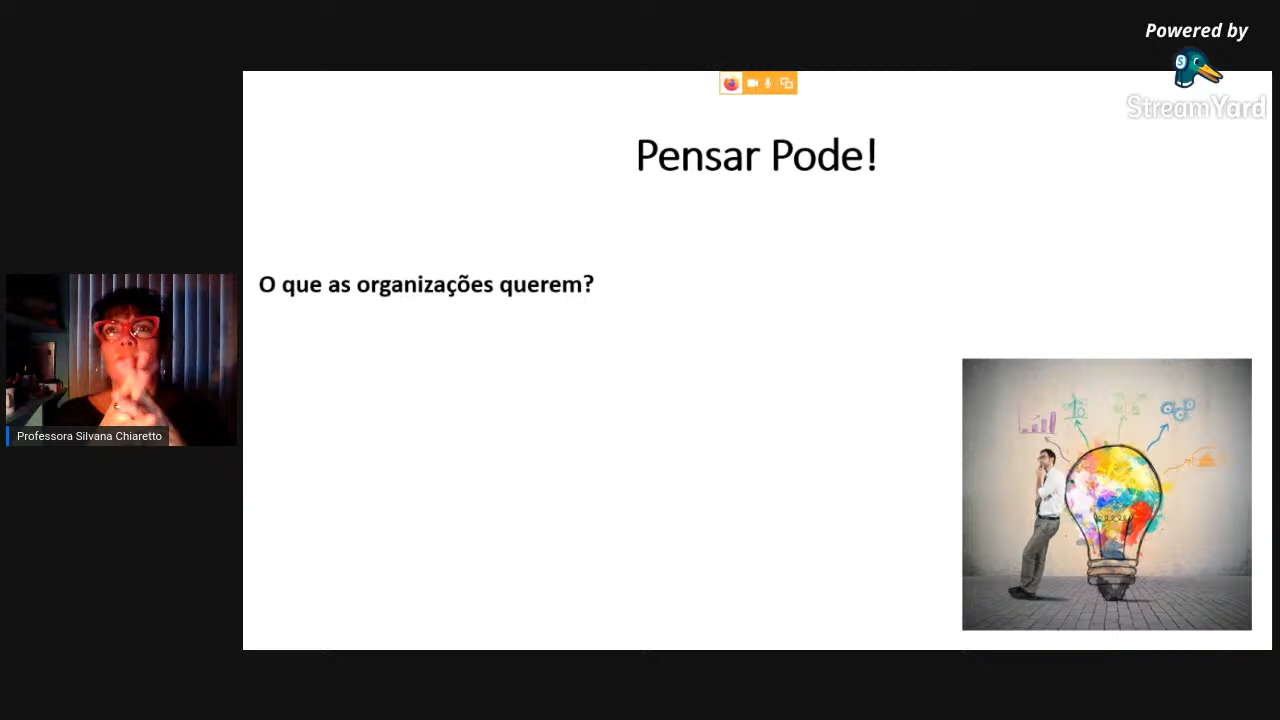 Powered by
StreamYard
Pensar Pode!
O que as organizações querem?
Professora Silvana Chiaretto